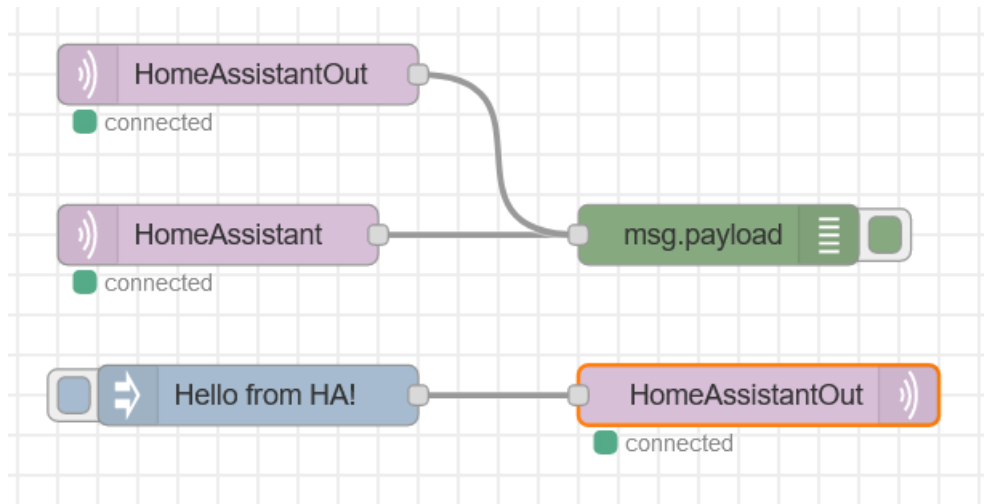 HomeAssistantOut
connected
HomeAssistant
msg.payload
connected
Hello from HA!
HomeAssistantOut
connected